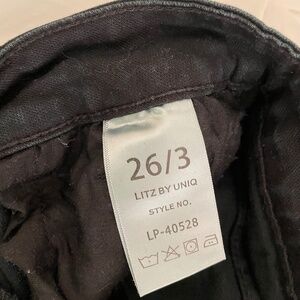 26/3
LITZ BY UNIQ
STYLE NO.
LP-40528